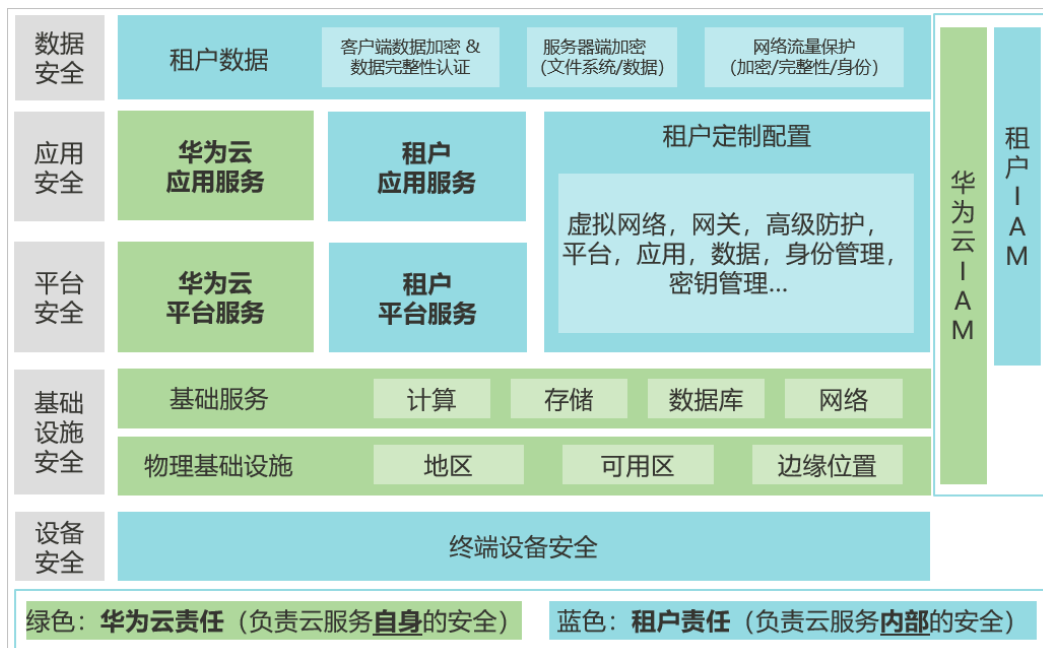 数据
安全
租户数据
客户端数据加密 &
数据完整性认证
服务器端加密
(文件系统/数据)
网络流量保护
(加密/完整性/身份)
应用
安全
华为云
应用服务
租户
应用服务
租户定制配置
虚拟网络，网关，高级防护，
平台，应用，数据，身份管理，
密钥管理...
平台
安全
华为云
平台服务
租户
平台服务
基础
设施
安全
基础服务
计算
存储
数据库
网络
物理基础设施
地区
可用区
边缘位置
设备
安全
终端设备安全
华为云IAM
租户IAM
绿色：华为云责任（负责云服务自身的安全）
蓝色：租户责任（负责云服务内部的安全）